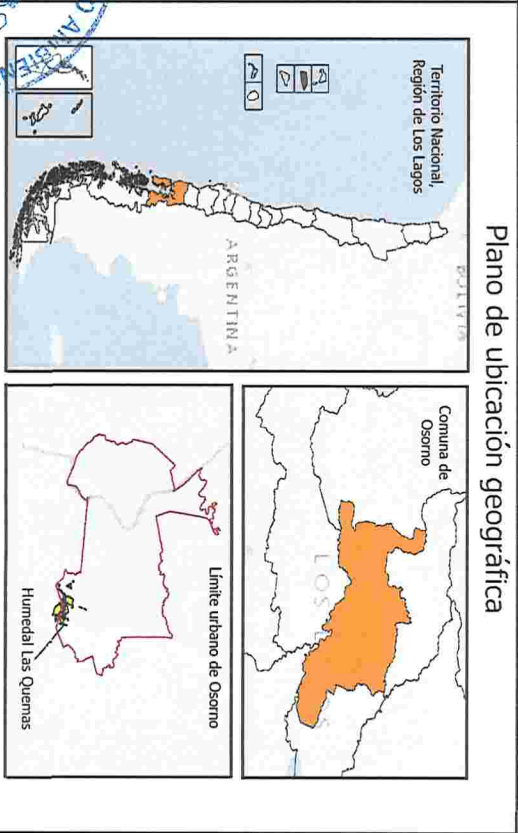 Plano de ubicación geográfica
Territorio Nacional,
Región de Los Lagos
BOLIVIA
ARGENTINA
Comuna de
Osorno
LOS L
S
Límite urbano de Osorno
Humedal Las Quemas